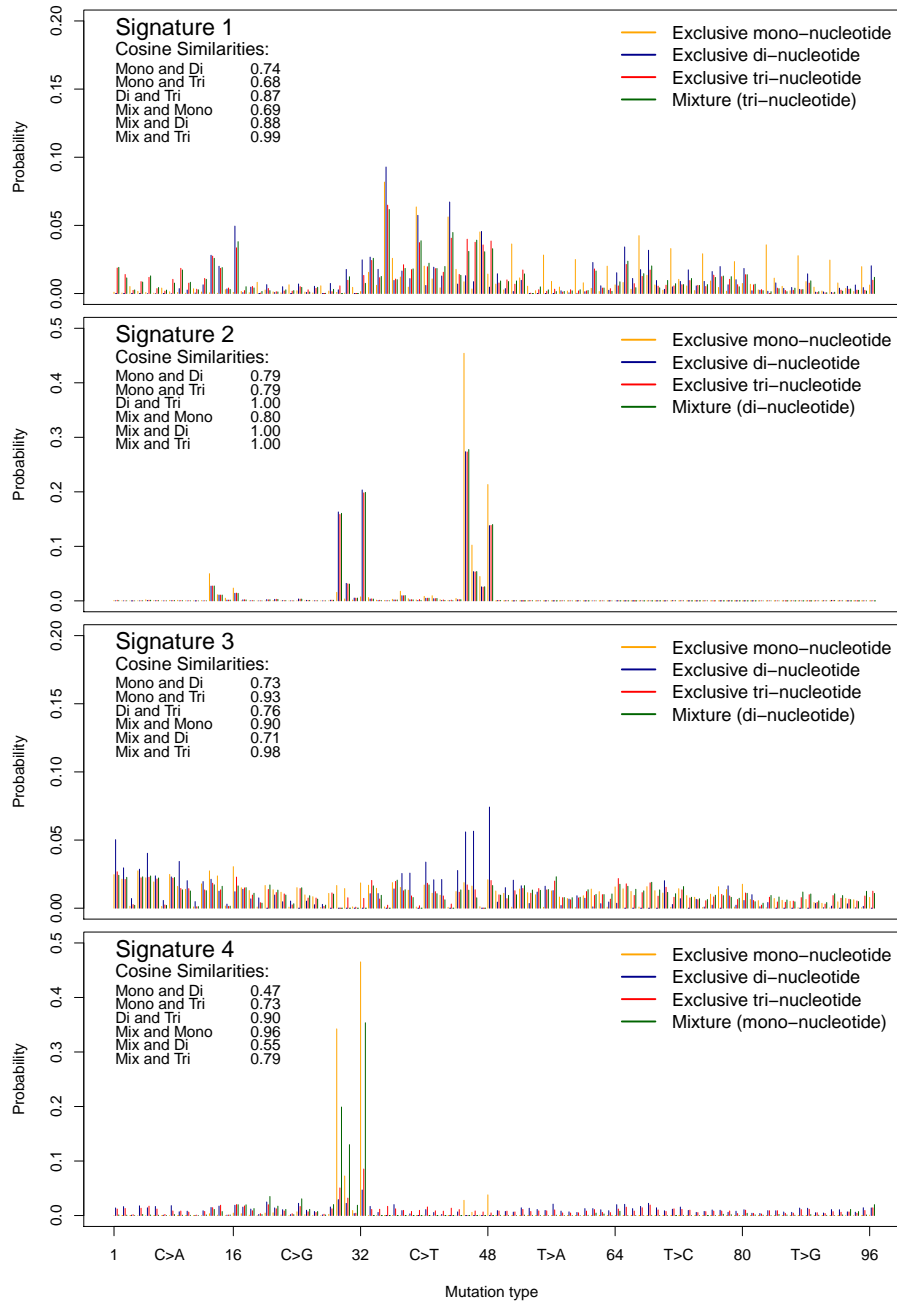 Signature 1
Cosine Similarities:
Mono and Di 0.74
Mono and Tri 0.68
Di and Tri 0.87
Mix and Mono 0.69
Mix and Di 0.88
Mix and Tri 0.99
Exclusive mono−nucleotide
Exclusive di−nucleotide
Exclusive tri−nucleotide
Mixture (tri−nucleotide)
Probability
0.20
0.15
0.10
0.05
0.00
Signature 2
Cosine Similarities:
Mono and Di 0.79
Mono and Tri 0.79
Di and Tri 1.00
Mix and Mono 0.80
Mix and Di 1.00
Mix and Tri 1.00
Exclusive mono−nucleotide
Exclusive di−nucleotide
Exclusive tri−nucleotide
Mixture (di−nucleotide)
Probability
0.5
0.4
0.3
0.2
0.1
0.0
Signature 3
Cosine Similarities:
Mono and Di 0.73
Mono and Tri 0.93
Di and Tri 0.76
Mix and Mono 0.90
Mix and Di 0.71
Mix and Tri 0.98
Exclusive mono−nucleotide
Exclusive di−nucleotide
Exclusive tri−nucleotide
Mixture (di−nucleotide)
Probability
0.20
0.15
0.10
0.05
0.00
Signature 4
Cosine Similarities:
Mono and Di 0.47
Mono and Tri 0.73
Di and Tri 0.90
Mix and Mono 0.96
Mix and Di 0.55
Mix and Tri 0.79
Exclusive mono−nucleotide
Exclusive di−nucleotide
Exclusive tri−nucleotide
Mixture (mono−nucleotide)
Probability
0.5
0.4
0.3
0.2
0.1
0.0
1 C>A 16 C>G 32 C>T 48 T>A 64 T>C 80 T>G 96
Mutation type